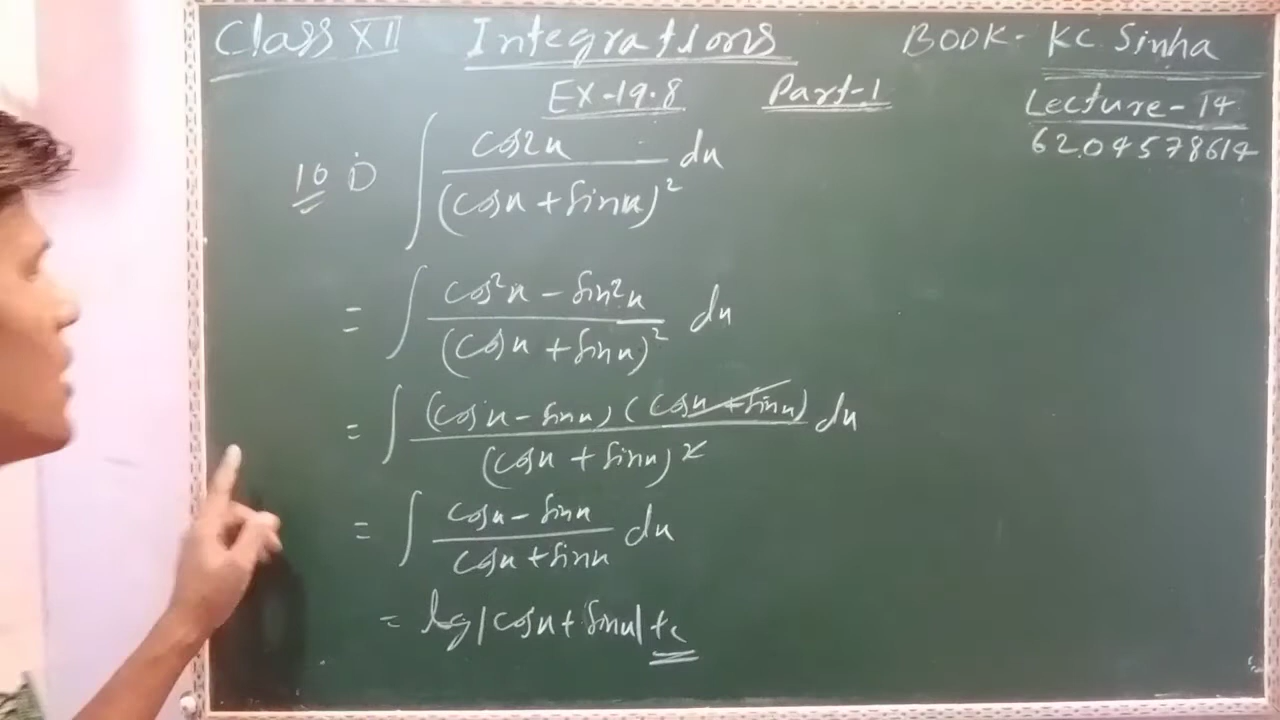 Class XII Integrations BOOK- KC Sinha
EX-19.8 Part-1 Lecture-14
6204578614
10 i) ∫ cos2x / (cosx + sinx)² dx
= ∫ cos²x - sin²x / (cosx + sinx)² dx
= ∫ (cosx - sinx)(cosx + sinx) / (cosx + sinx)² dx
= ∫ cosx - sinx / cosx + sinx dx
= log|cosx + sinx| + c